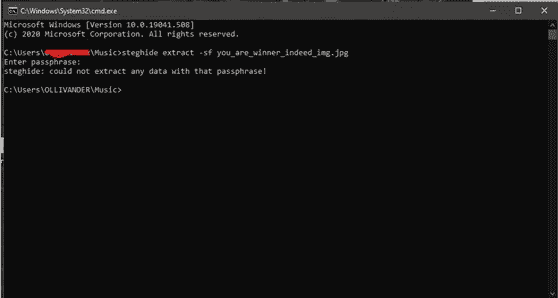 C:\Windows\System32\cmd.exe
Microsoft Windows [Version 10.0.19041.508]
(c) 2020 Microsoft Corporation. All rights reserved.
C:\Users\ \Music>steghide extract -sf you_are_winner_indeed_img.jpg
Enter passphrase:
steghide: could not extract any data with that passphrase!
C:\Users\OLLIVANDER\Music>